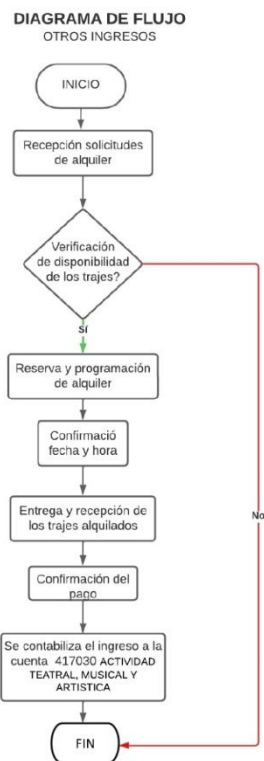 DIAGRAMA DE FLUJO
OTROS INGRESOS
INICIO
Recepción solicitudes
de alquiler
Verificación
de disponibilidad
de los trajes?
sí
Reserva y programación
de alquiler
Confirmació
fecha y hora
Entrega y recepción de
los trajes alquilados
No
Confirmación del
pago
Se contabiliza el ingreso a la
cuenta 417030 ACTIVIDAD
TEATRAL, MUSICAL Y
ARTISTICA
FIN